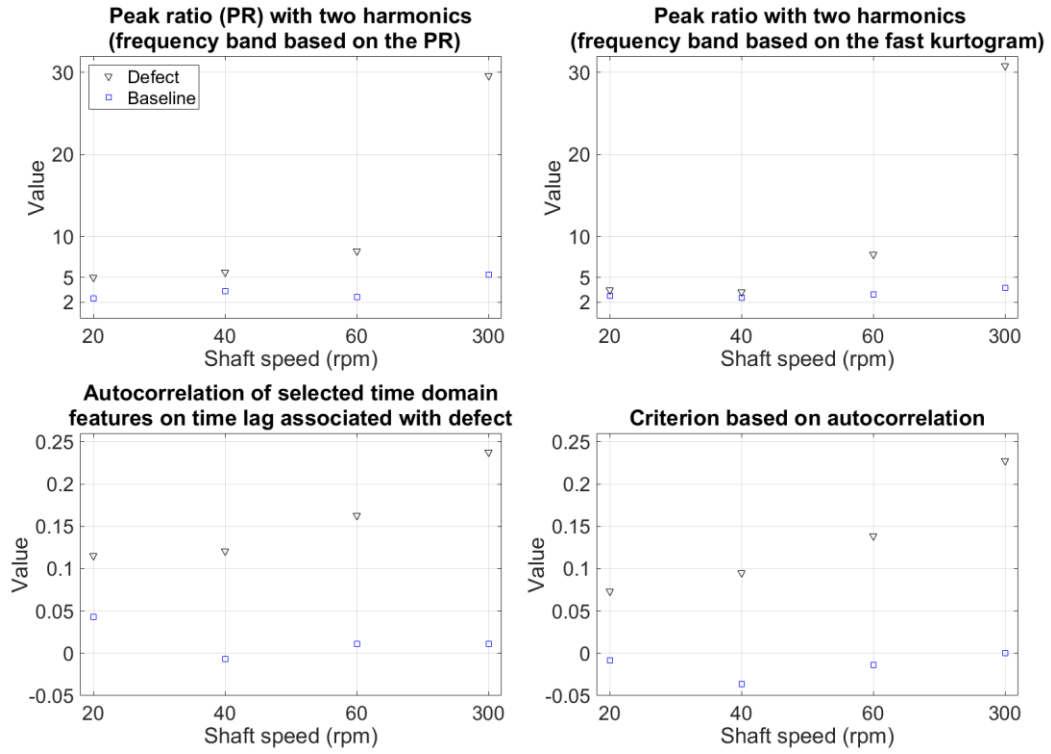 Peak ratio (PR) with two harmonics
(frequency band based on the PR)
30
20
10
5
2
Value
Defect
Baseline
20 40 60 300
Shaft speed (rpm)
Peak ratio with two harmonics
(frequency band based on the fast kurtogram)
30
20
10
5
2
Value
20 40 60 300
Shaft speed (rpm)
Autocorrelation of selected time domain
features on time lag associated with defect
0.25
0.2
0.15
0.1
0.05
0
-0.05
Value
20 40 60 300
Shaft speed (rpm)
Criterion based on autocorrelation
0.25
0.2
0.15
0.1
0.05
0
-0.05
Value
20 40 60 300
Shaft speed (rpm)